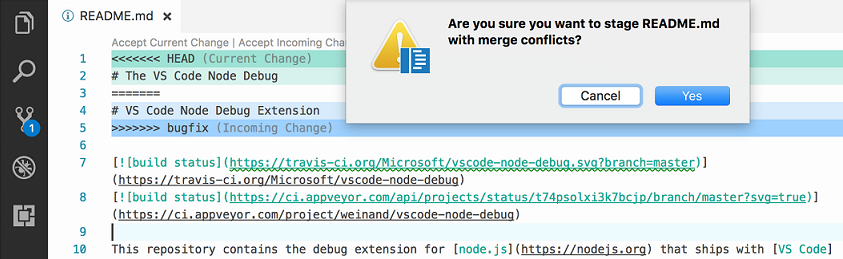 README.md
Accept Current Change | Accept Incoming Cha
Are you sure you want to stage README.md
with merge conflicts?
Cancel Yes
1 <<<<<<< HEAD (Current Change)
2 # The VS Code Node Debug
3 =======
4 # VS Code Node Debug Extension
5 >>>>>>> bugfix (Incoming Change)
1
7 [![build status](https://travis-ci.org/Microsoft/vscode-node-debug.svg?branch=master)]
(https://travis-ci.org/Microsoft/vscode-node-debug)
8 [![build status](https://ci.appveyor.com/api/projects/status/t74psolxi3k7bcjp/branch/master?svg=true)]
(https://ci.appveyor.com/project/weinand/vscode-node-debug)
9
10 This repository contains the debug extension for [node.js](https://nodejs.org) that ships with [VS Code]